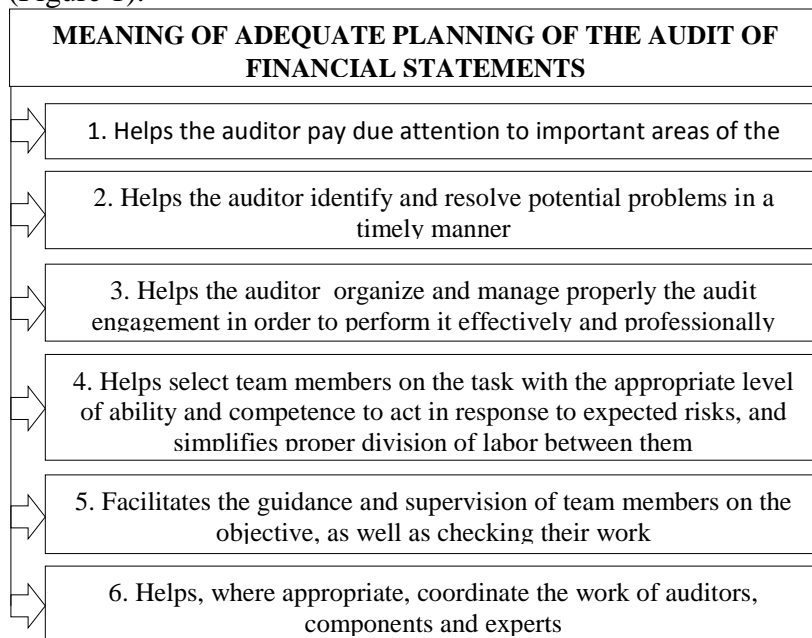 (Figure 1):
MEANING OF ADEQUATE PLANNING OF THE AUDIT OF
FINANCIAL STATEMENTS
1. Helps the auditor pay due attention to important areas of the
2. Helps the auditor identify and resolve potential problems in a
timely manner
3. Helps the auditor organize and manage properly the audit
engagement in order to perform it effectively and professionally
4. Helps select team members on the task with the appropriate level
of ability and competence to act in response to expected risks, and
simplifies proper division of labor between them
5. Facilitates the guidance and supervision of team members on the
objective, as well as checking their work
6. Helps, where appropriate, coordinate the work of auditors,
components and experts